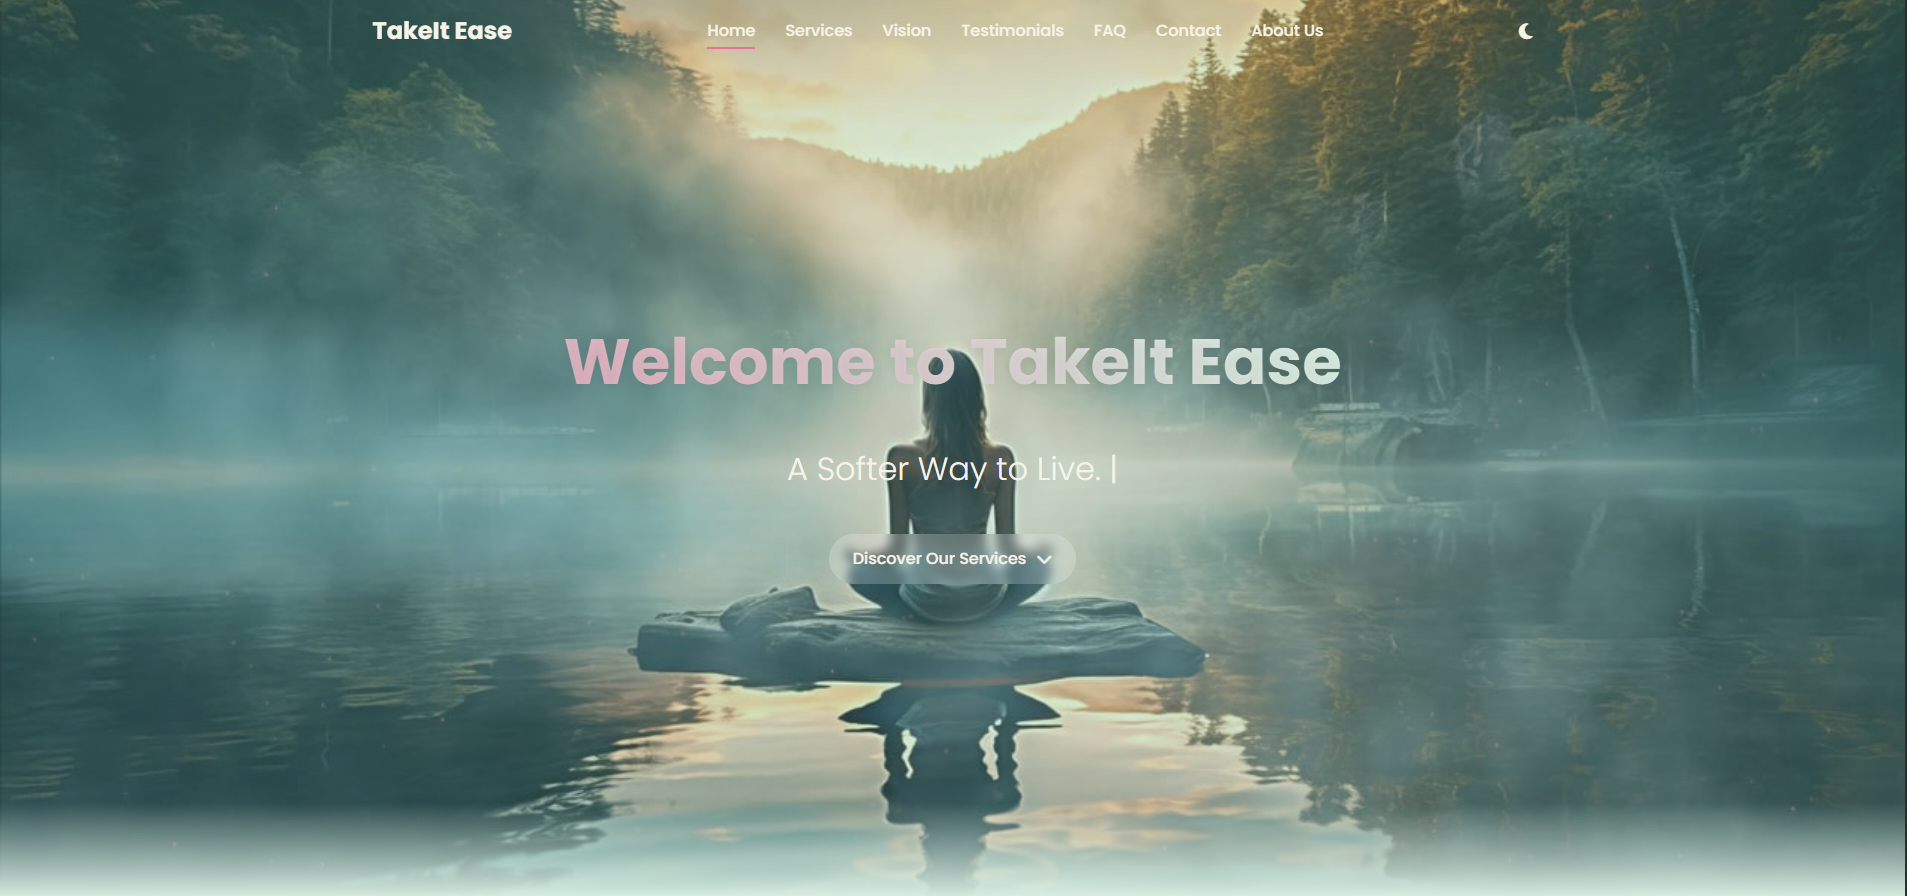 TakeIt Ease
Home Services Vision Testimonials FAQ Contact About Us
Welcome to TakeIt Ease
A Softer Way to Live. |
Discover Our Services